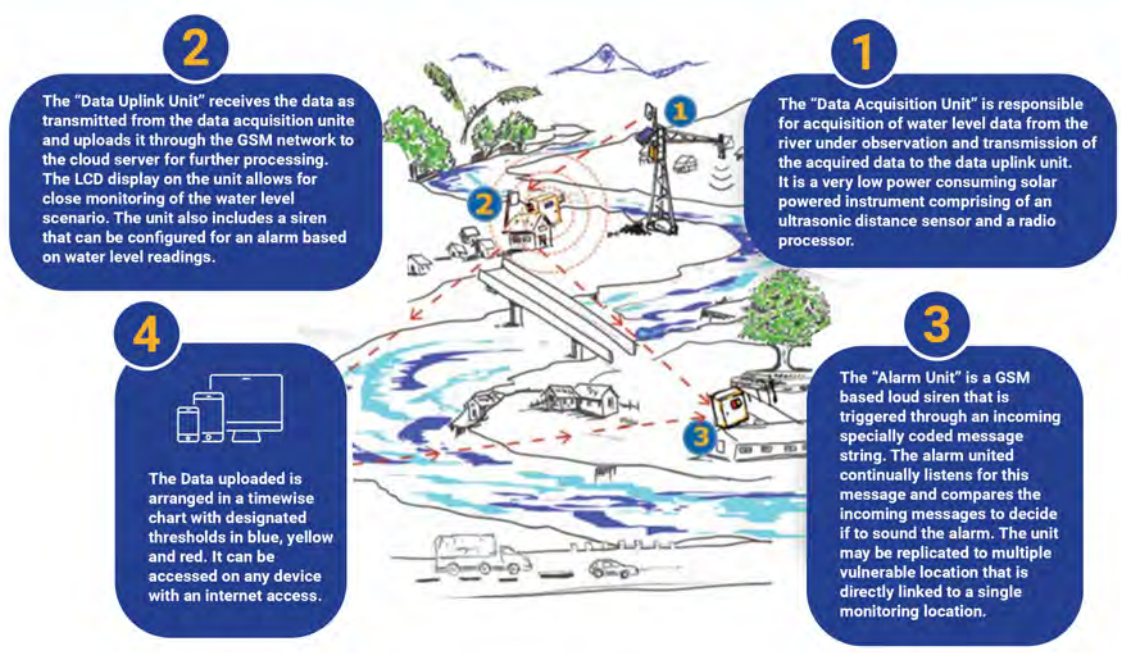 1
The “Data Acquisition Unit” is responsible
for acquisition of water level data from the
river under observation and transmission of
the acquired data to the data uplink unit.
It is a very low power consuming solar
powered instrument comprising of an
ultrasonic distance sensor and a radio
processor.
2
The “Data Uplink Unit” receives the data as
transmitted from the data acquisition unite
and uploads it through the GSM network to
the cloud server for further processing.
The LCD display on the unit allows for
close monitoring of the water level
scenario. The unit also includes a siren
that can be configured for an alarm based
on water level readings.
3
The “Alarm Unit” is a GSM
based loud siren that is
triggered through an incoming
specially coded message
string. The alarm united
continually listens for this
message and compares the
incoming messages to decide
if to sound the alarm. The unit
may be replicated to multiple
vulnerable location that is
directly linked to a single
monitoring location.
4
The Data uploaded is
arranged in a timewise
chart with designated
thresholds in blue, yellow
and red. It can be
accessed on any device
with an internet access.
1
2
3